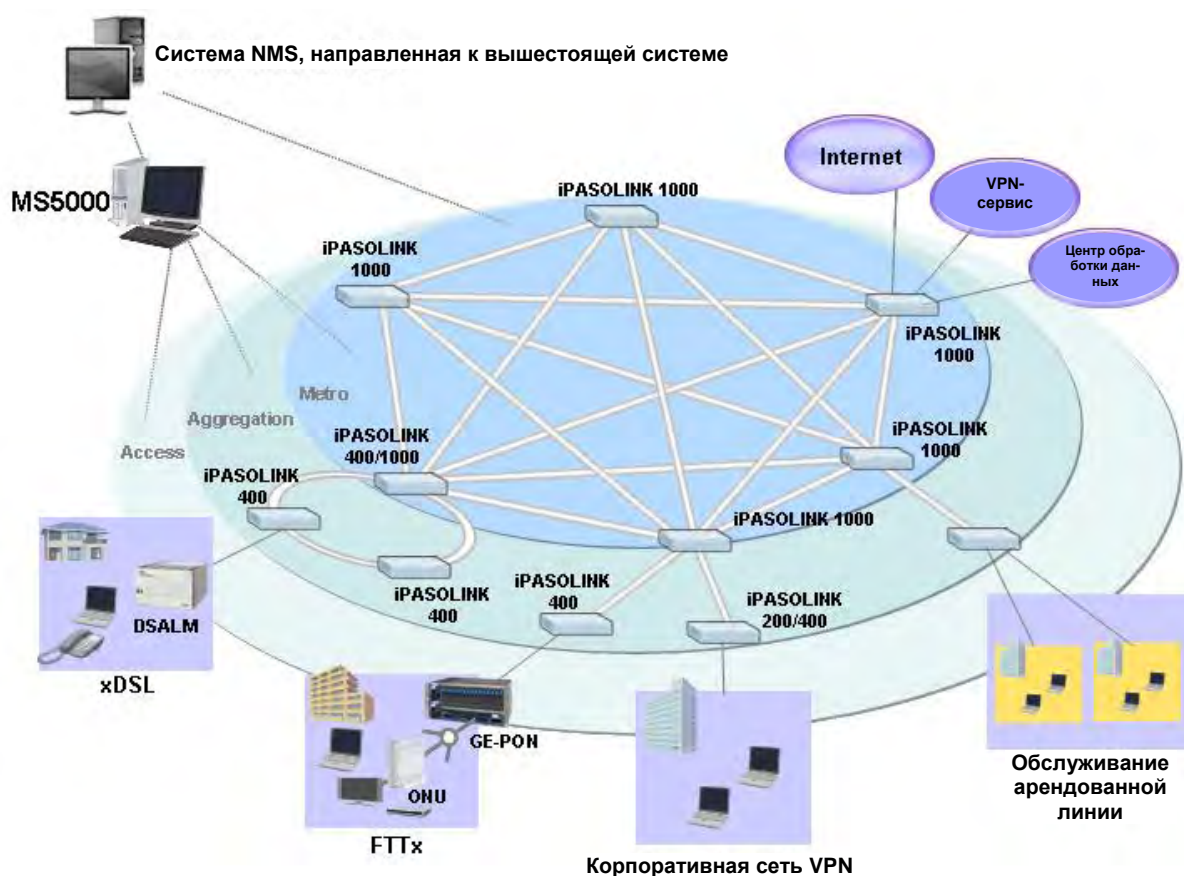 Система NMS, направленная к вышестоящей системе
MS5000
Internet
VPN-
сервис
Центр обра-
ботки дан-
ных
iPASOLINK 1000
iPASOLINK
1000
iPASOLINK
1000
Metro
Aggregation
Access
iPASOLINK
400/1000
iPASOLINK
1000
iPASOLINK
400
iPASOLINK 1000
iPASOLINK
400
iPASOLINK
400
iPASOLINK
200/400
DSALM
xDSL
GE-PON
ONU
FTTx
Корпоративная сеть VPN
Обслуживание
арендованной
линии